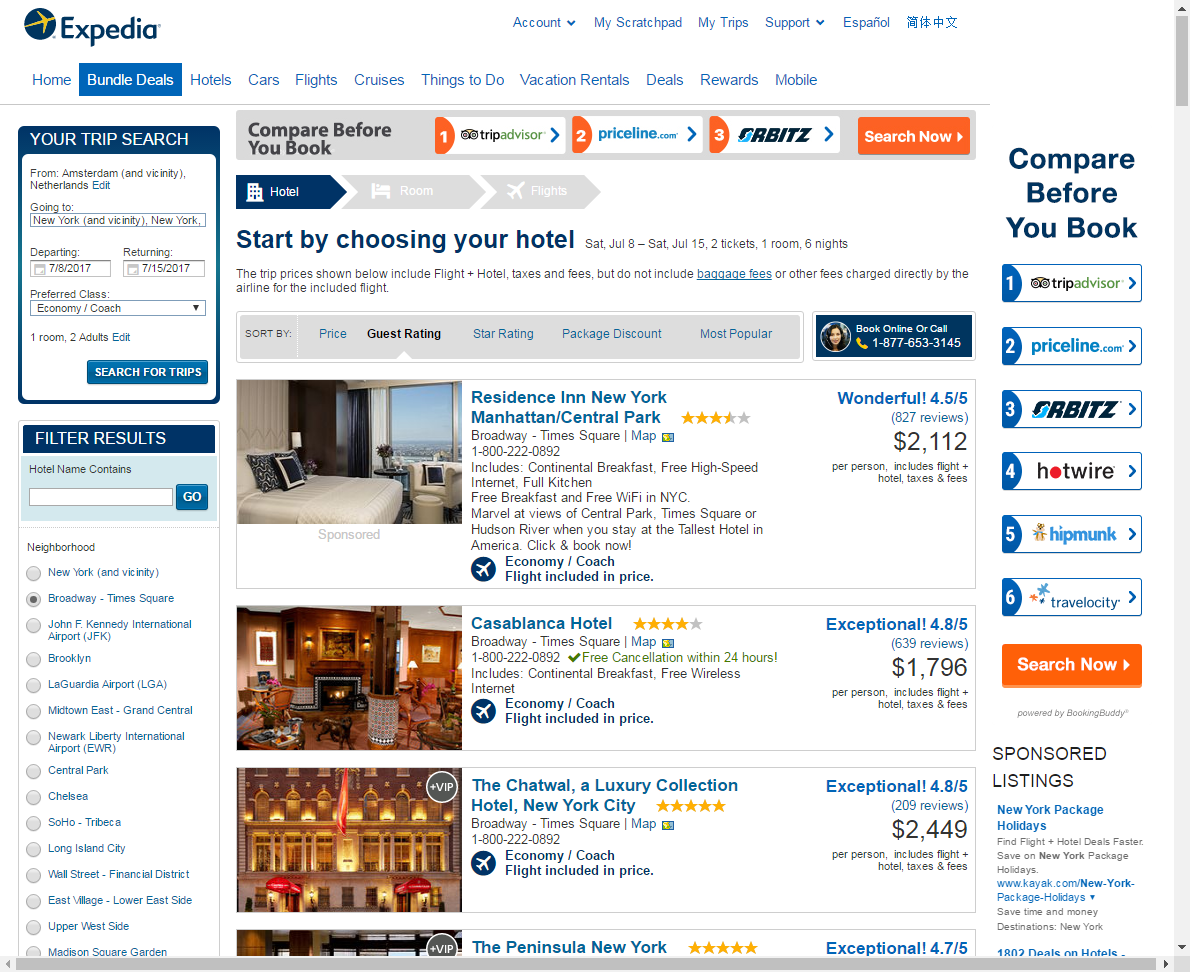 Expedia
Account
My Scratchpad
My Trips
Support
Español
简体中文
Home
Bundle Deals
Hotels
Cars
Flights
Cruises
Things to Do
Vacation Rentals
Deals
Rewards
Mobile
YOUR TRIP SEARCH
From: Amsterdam (and vicinity),
Netherlands Edit
Going to:
New York (and vicinity), New York,
Departing:
Returning:
7/8/2017
7/15/2017
Preferred Class:
Economy / Coach
1 room, 2 Adults Edit
SEARCH FOR TRIPS
FILTER RESULTS
Hotel Name Contains
GO
Neighborhood
New York (and vicinity)
Broadway - Times Square
John F. Kennedy International
Airport (JFK)
Brooklyn
LaGuardia Airport (LGA)
Midtown East - Grand Central
Newark Liberty International
Airport (EWR)
Central Park
Chelsea
SoHo - Tribeca
Long Island City
Wall Street - Financial District
East Village - Lower East Side
Upper West Side
Madison Square Garden
Compare Before
You Book
1 tripadvisor
2 priceline.com
3 ORBITZ
Search Now
Hotel
Room
Flights
Start by choosing your hotel Sat, Jul 8 – Sat, Jul 15, 2 tickets, 1 room, 6 nights
The trip prices shown below include Flight + Hotel, taxes and fees, but do not include baggage fees or other fees charged directly by the
airline for the included flight.
SORT BY:
Price
Guest Rating
Star Rating
Package Discount
Most Popular
Book Online Or Call
1-877-653-3145
Residence Inn New York
Manhattan/Central Park
Broadway - Times Square | Map
1-800-222-0892
Includes: Continental Breakfast, Free High-Speed
Internet, Full Kitchen
Free Breakfast and Free WiFi in NYC.
Marvel at views of Central Park, Times Square or
Hudson River when you stay at the Tallest Hotel in
America. Click & book now!
Economy / Coach
Flight included in price.
Sponsored
Wonderful! 4.5/5
(827 reviews)
$2,112
per person, includes flight +
hotel, taxes & fees
Casablanca Hotel
Broadway - Times Square | Map
1-800-222-0892 Free Cancellation within 24 hours!
Includes: Continental Breakfast, Free Wireless
Internet
Economy / Coach
Flight included in price.
Exceptional! 4.8/5
(639 reviews)
$1,796
per person, includes flight +
hotel, taxes & fees
+VIP
The Chatwal, a Luxury Collection
Hotel, New York City
Broadway - Times Square | Map
1-800-222-0892
Economy / Coach
Flight included in price.
Exceptional! 4.8/5
(209 reviews)
$2,449
per person, includes flight +
hotel, taxes & fees
+VIP
The Peninsula New York
Exceptional! 4.7/5
Compare
Before
You Book
1 tripadvisor
2 priceline.com
3 ORBITZ
4 hotwire
5 hipmunk
6 travelocity
Search Now
powered by BookingBuddy
SPONSORED
LISTINGS
New York Package
Holidays
Find Flight + Hotel Deals Faster.
Save on New York Package
Holidays.
www.kayak.com/New-York-
Package-Holidays
Save time and money
Destinations: New York
1802 Deals on Hotels -